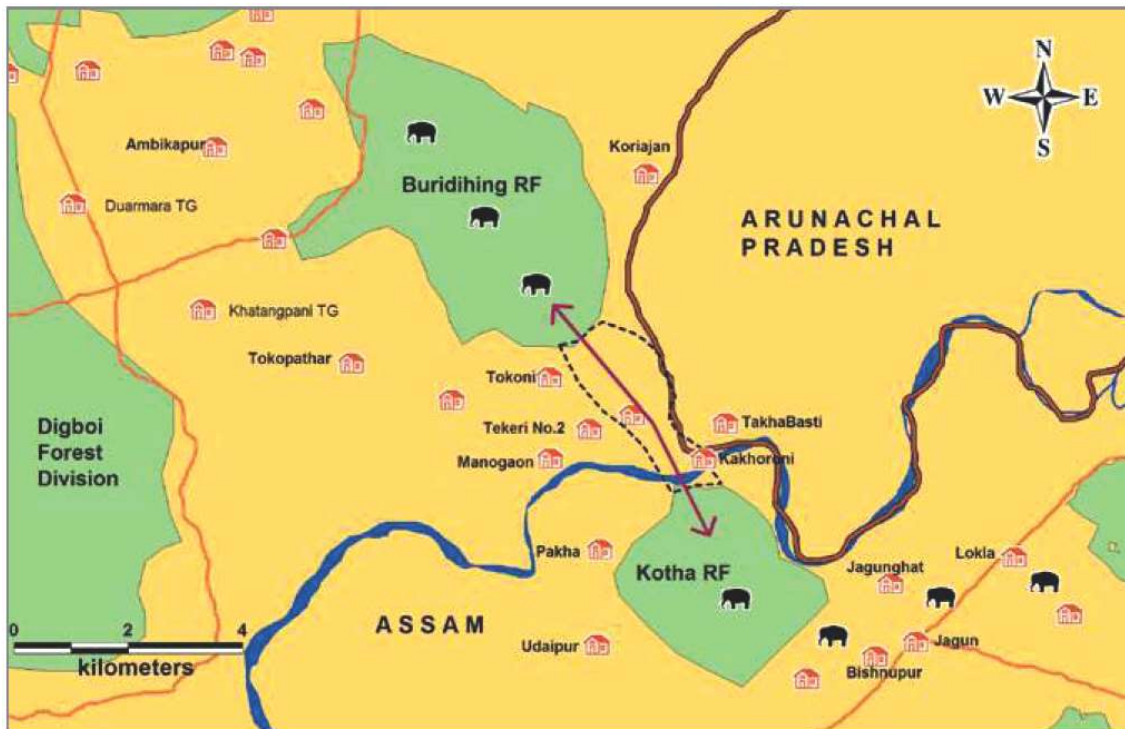 N
W E
S
Koriajan
Ambikapur
Buridihing RF
Duarmara TG
ARUNACHAL
PRADESH
Khatangpani TG
Tokopathar
Tokoni
Digboi
Forest
Division
Tekeri No.2
TakhaBasti
Manogaon
Kakhoroni
Pakha
Kotha RF
Jagunghat
Lokla
ASSAM
0 2 4
kilometers
Udaipur
Jagun
Bishnupur